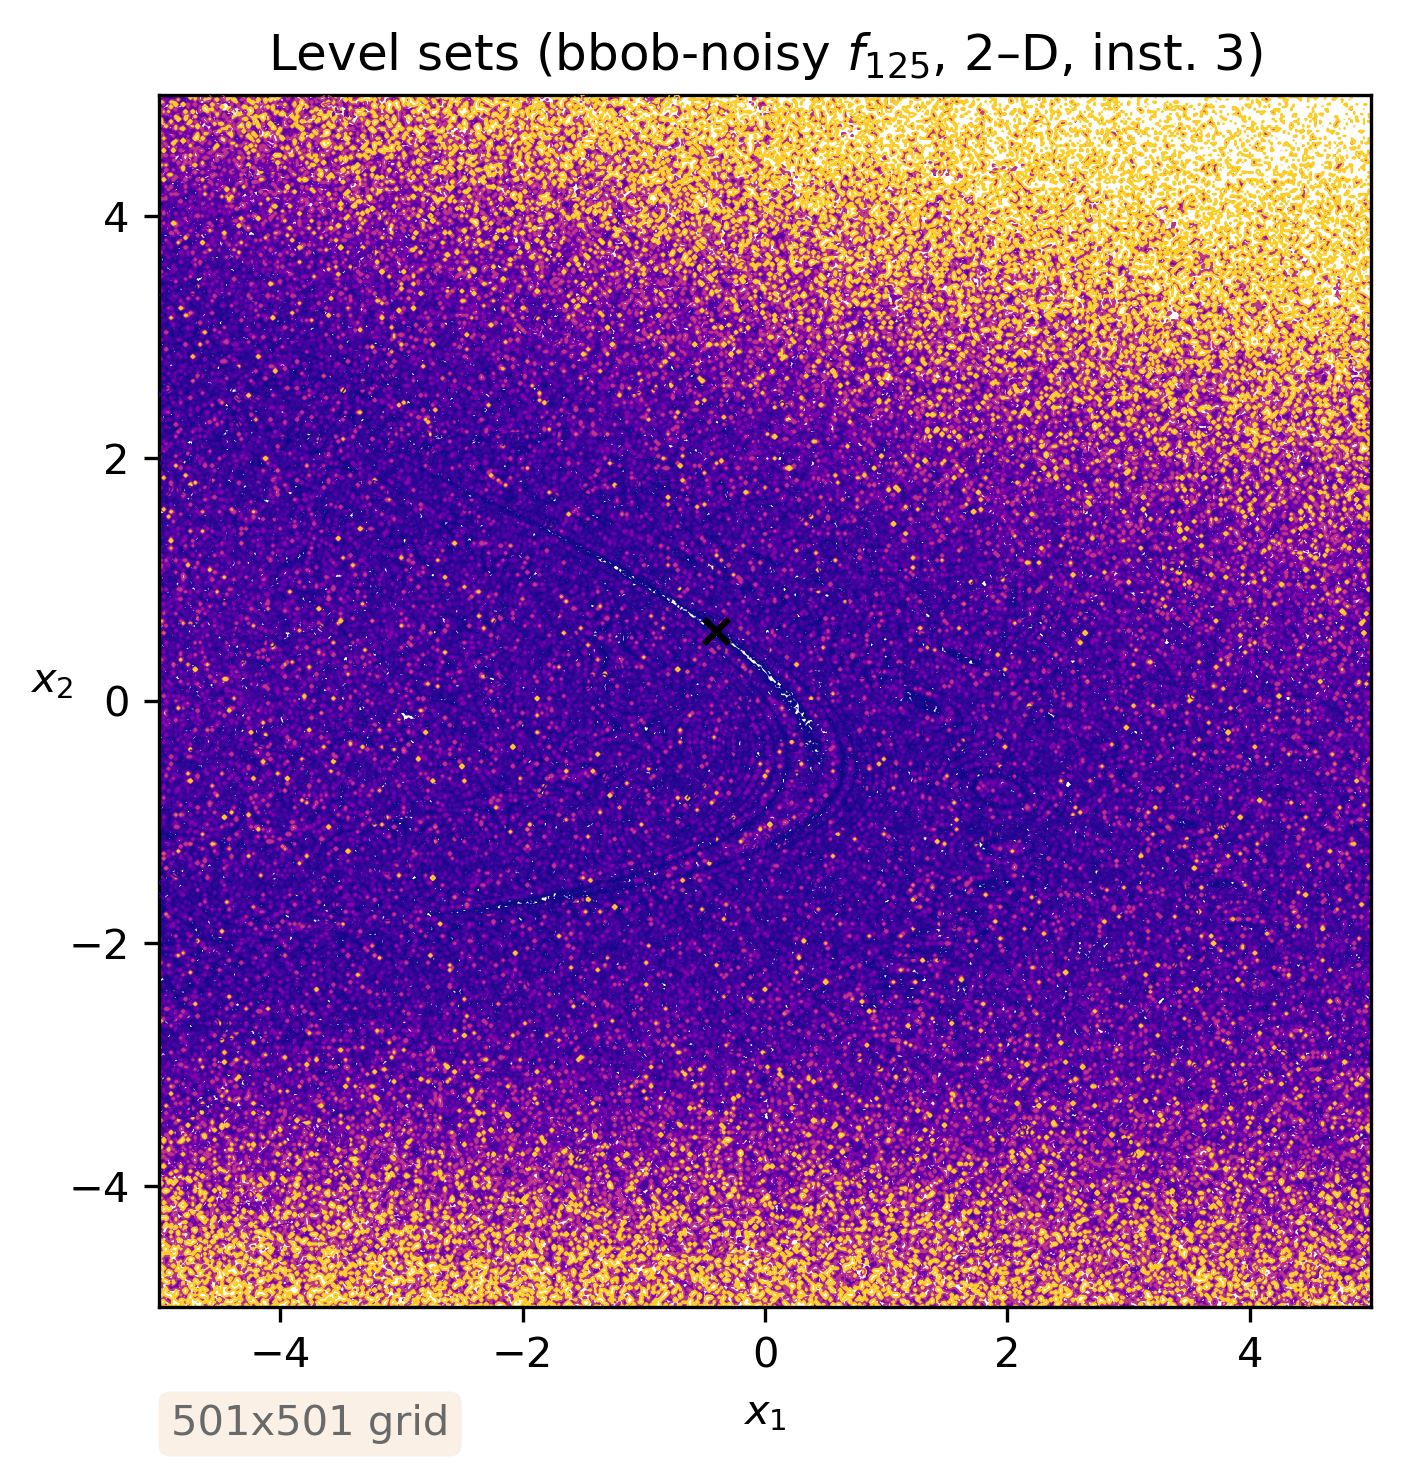 Level sets (bbob-noisy f125, 2–D, inst. 3)
4
2
x2 0
−2
−4
−4 −2 0 2 4
x1
501x501 grid